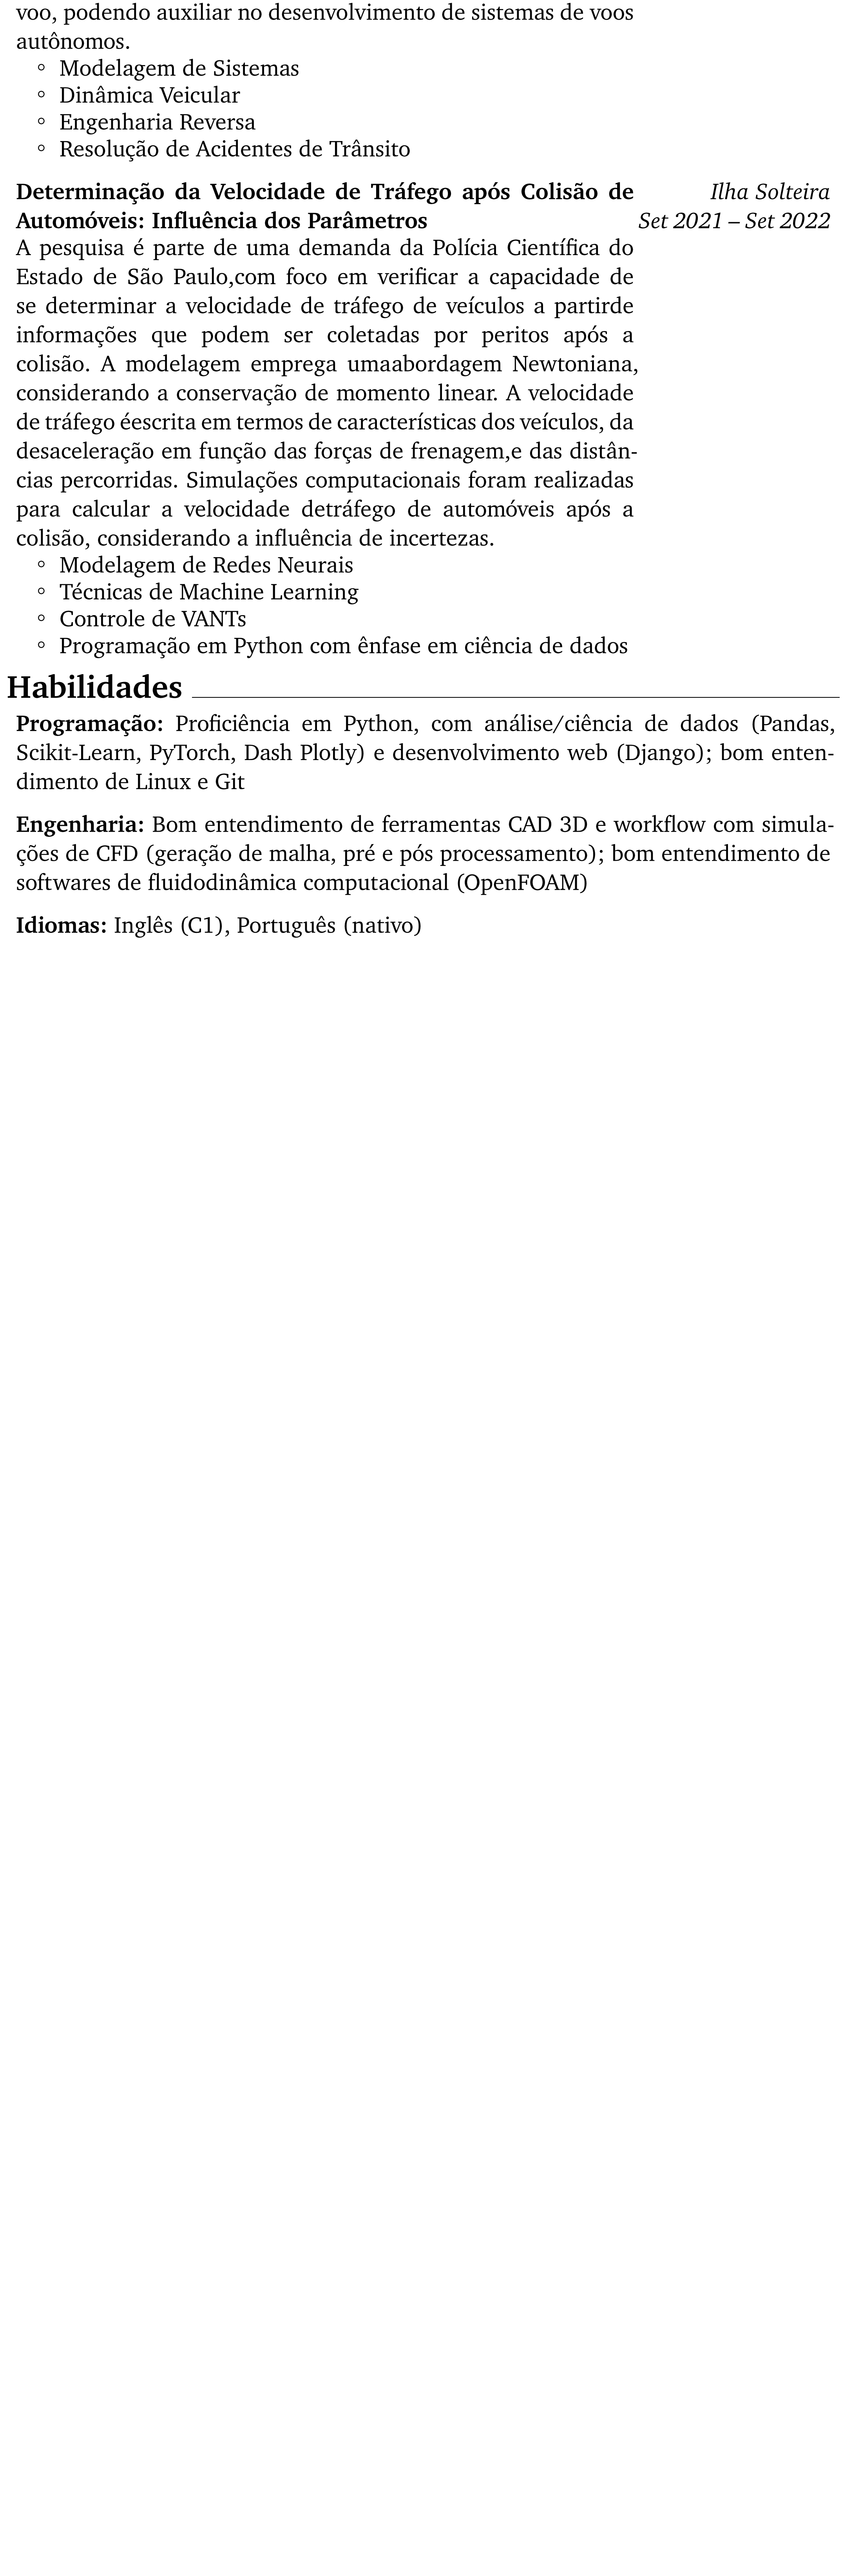 voo, podendo auxiliar no desenvolvimento de sistemas de voos
autônomos.
◦ Modelagem de Sistemas
◦ Dinâmica Veicular
◦ Engenharia Reversa
◦ Resolução de Acidentes de Trânsito
Determinação da Velocidade de Tráfego após Colisão de
Automóveis: Influência dos Parâmetros
Ilha Solteira
Set 2021 – Set 2022
A pesquisa é parte de uma demanda da Polícia Científica do
Estado de São Paulo,com foco em verificar a capacidade de
se determinar a velocidade de tráfego de veículos a partirde
informações que podem ser coletadas por peritos após a
colisão. A modelagem emprega umaabordagem Newtoniana,
considerando a conservação de momento linear. A velocidade
de tráfego éescrita em termos de características dos veículos, da
desaceleração em função das forças de frenagem,e das distân-
cias percorridas. Simulações computacionais foram realizadas
para calcular a velocidade detráfego de automóveis após a
colisão, considerando a influência de incertezas.
◦ Modelagem de Redes Neurais
◦ Técnicas de Machine Learning
◦ Controle de VANTs
◦ Programação em Python com ênfase em ciência de dados
Habilidades
Programação: Proficiência em Python, com análise/ciência de dados (Pandas,
Scikit-Learn, PyTorch, Dash Plotly) e desenvolvimento web (Django); bom enten-
dimento de Linux e Git
Engenharia: Bom entendimento de ferramentas CAD 3D e workflow com simula-
ções de CFD (geração de malha, pré e pós processamento); bom entendimento de
softwares de fluidodinâmica computacional (OpenFOAM)
Idiomas: Inglês (C1), Português (nativo)